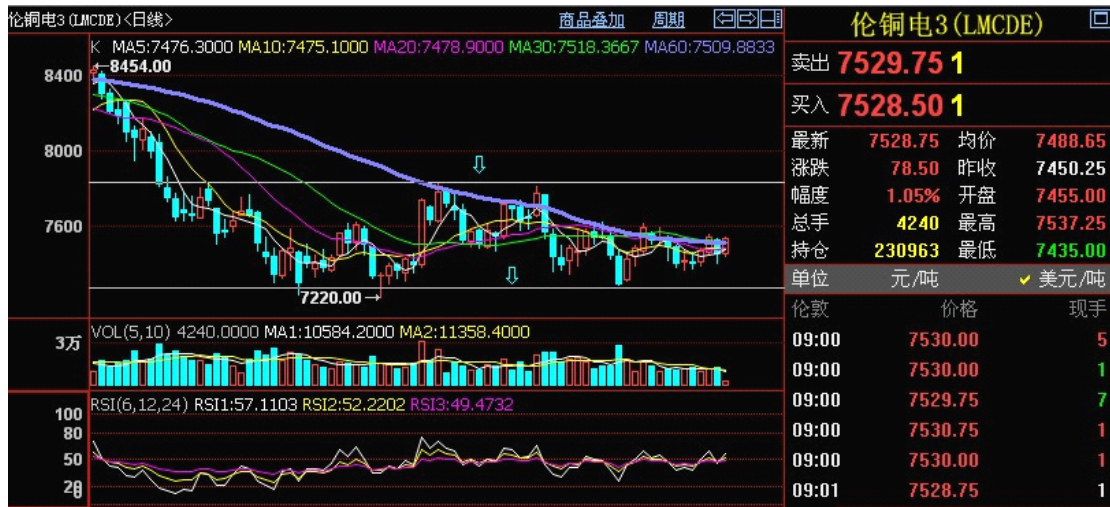 伦铜电3(LMCDE)<日线> 商品叠加 周期
K MA5:7476.3000 MA10:7475.1000 MA20:7478.9000 MA30:7518.3667 MA60:7509.8833
←8454.00
8400
8000
7600
7220.00→
VOL(5,10) 4240.0000 MA1:10584.2000 MA2:11358.4000
3万
RSI(6,12,24) RSI1:57.1103 RSI2:52.2202 RSI3:49.4732
100
80
50
伦铜电3(LMCDE)
卖出 7529.75 1
买入 7528.50 1
最新 7528.75 均价 7488.65
涨跌 78.50 昨收 7450.25
幅度 1.05% 开盘 7455.00
总手 4240 最高 7537.25
持仓 230963 最低 7435.00
单位 元/吨 ✓ 美元/吨
伦敦 价格 现手
09:00 7530.00 5
09:00 7530.00 1
09:00 7529.75 7
09:00 7530.75 1
09:00 7530.00 1
09:01 7528.75 1